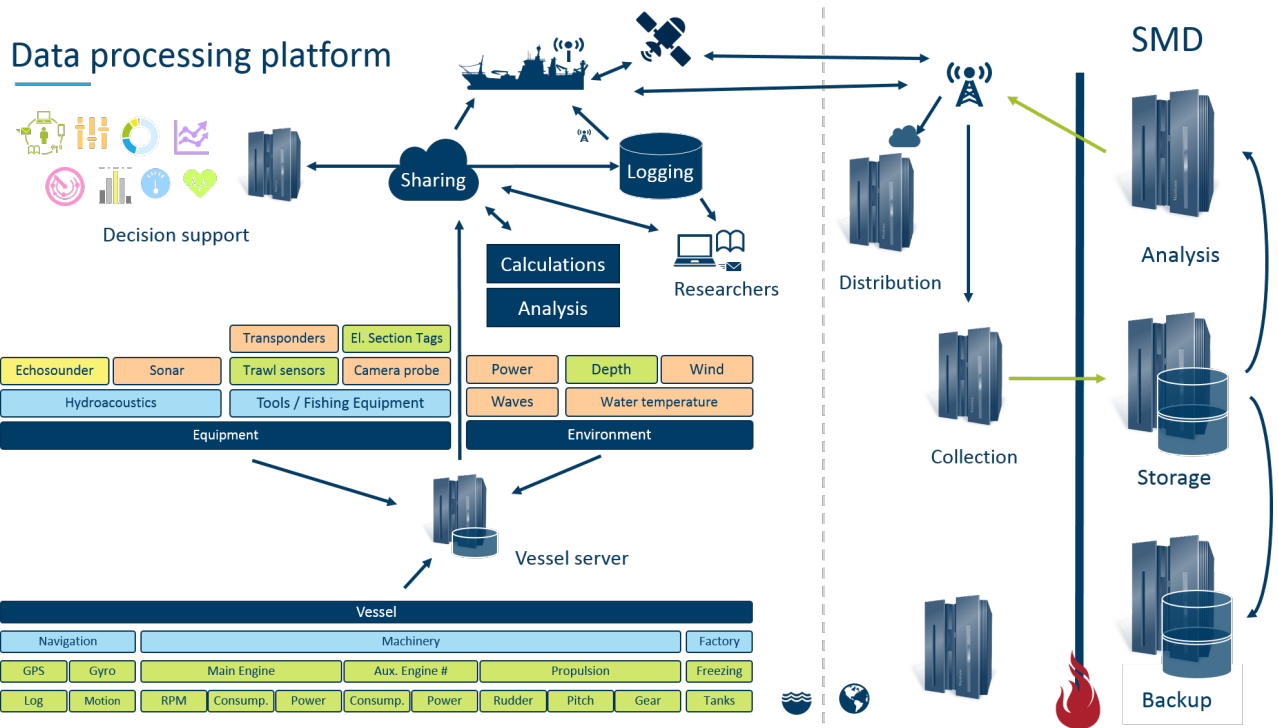 Data processing platform
SMD
Sharing
Logging
Decision support
Calculations
Analysis
Researchers
Distribution
Analysis
Transponders
El. Section Tags
Echosounder
Sonar
Trawl sensors
Camera probe
Power
Depth
Wind
Hydroacoustics
Tools / Fishing Equipment
Waves
Water temperature
Equipment
Environment
Collection
Storage
Vessel server
Vessel
Navigation
Machinery
Factory
GPS
Gyro
Main Engine
Aux. Engine #
Propulsion
Freezing
Log
Motion
RPM
Consump.
Power
Consump.
Power
Rudder
Pitch
Gear
Tanks
Backup